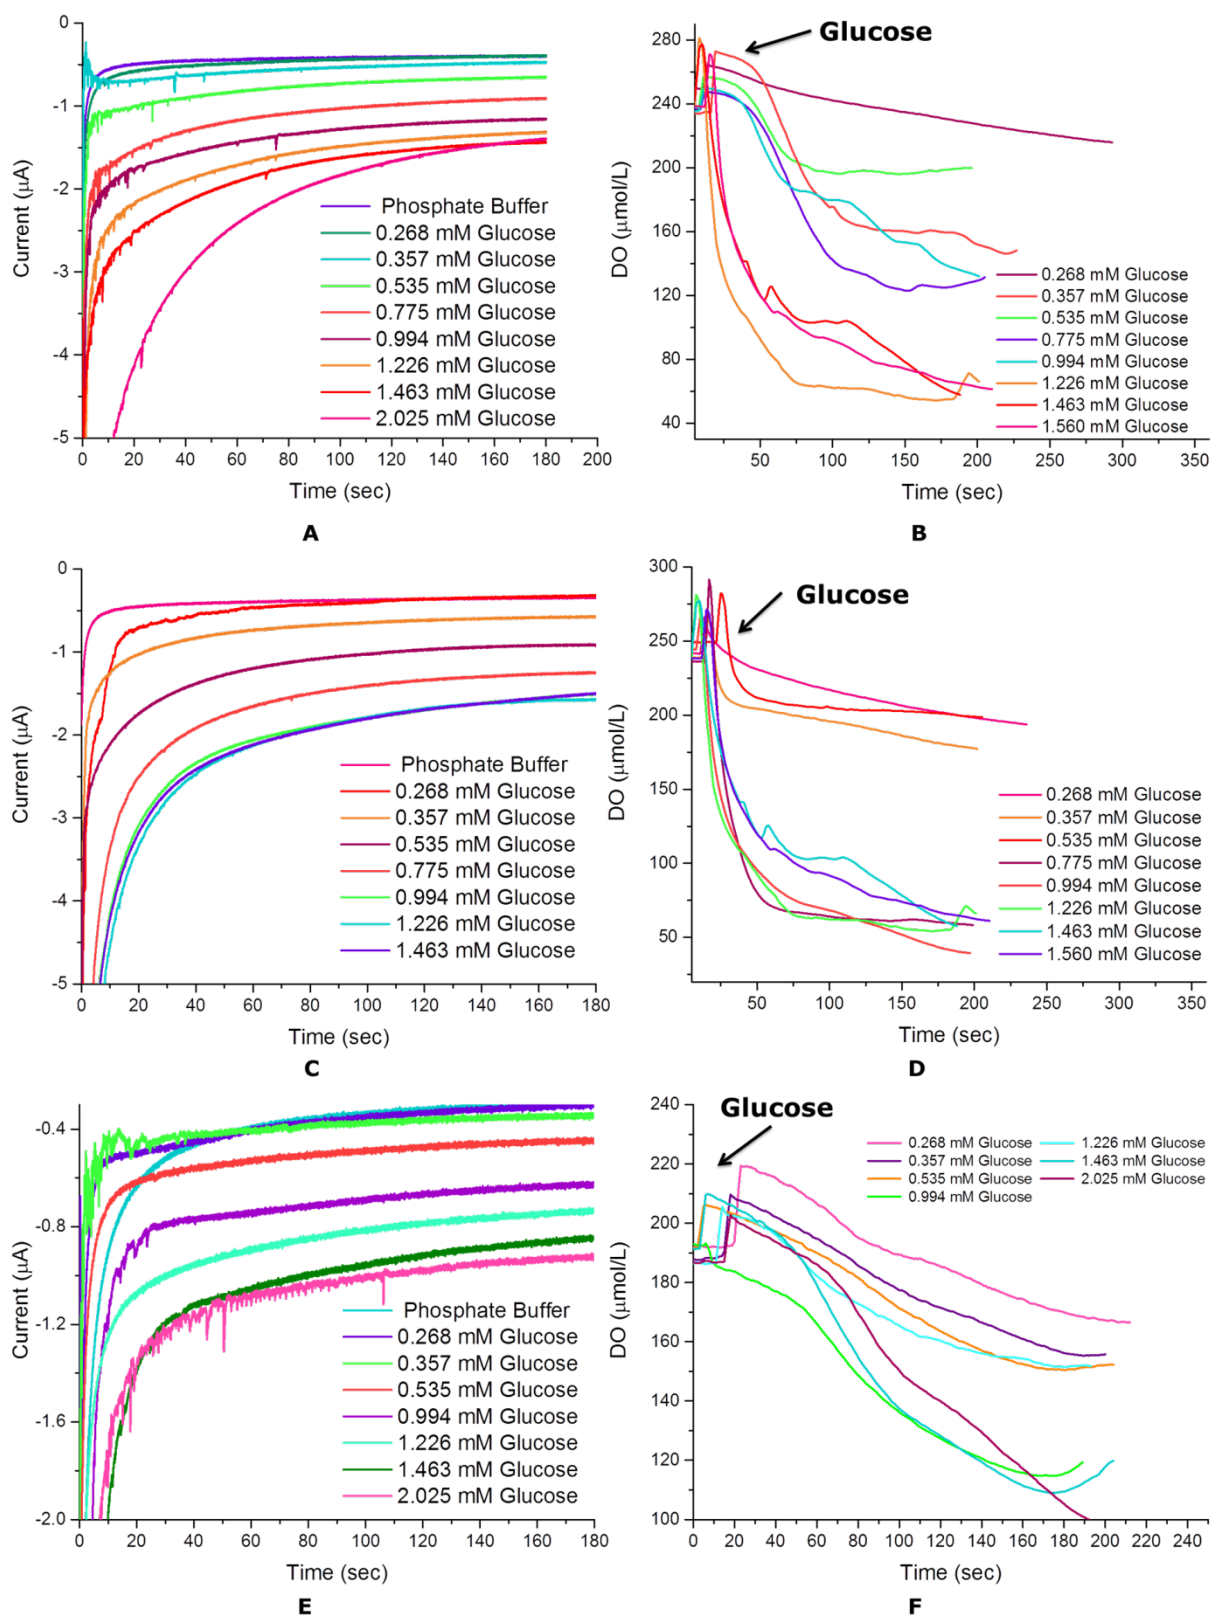 0
-1
-2
-3
-4
-5
0 20 40 60 80 100 120 140 160 180 200
Current (μA)
Time (sec)
Phosphate Buffer
0.268 mM Glucose
0.357 mM Glucose
0.535 mM Glucose
0.775 mM Glucose
0.994 mM Glucose
1.226 mM Glucose
1.463 mM Glucose
2.025 mM Glucose
A
Glucose
280
240
200
160
120
80
40
50 100 150 200 250 300 350
DO (μmol/L)
Time (sec)
0.268 mM Glucose
0.357 mM Glucose
0.535 mM Glucose
0.775 mM Glucose
0.994 mM Glucose
1.226 mM Glucose
1.463 mM Glucose
1.560 mM Glucose
B
0
-1
-2
-3
-4
-5
0 20 40 60 80 100 120 140 160 180
Current (μA)
Time (sec)
Phosphate Buffer
0.268 mM Glucose
0.357 mM Glucose
0.535 mM Glucose
0.775 mM Glucose
0.994 mM Glucose
1.226 mM Glucose
1.463 mM Glucose
C
Glucose
300
250
200
150
100
50
50 100 150 200 250 300 350
DO (μmol/L)
Time (sec)
0.268 mM Glucose
0.357 mM Glucose
0.535 mM Glucose
0.775 mM Glucose
0.994 mM Glucose
1.226 mM Glucose
1.463 mM Glucose
1.560 mM Glucose
D
-0.4
-0.8
-1.2
-1.6
-2.0
0 20 40 60 80 100 120 140 160 180
Current (μA)
Time (sec)
Phosphate Buffer
0.268 mM Glucose
0.357 mM Glucose
0.535 mM Glucose
0.994 mM Glucose
1.226 mM Glucose
1.463 mM Glucose
2.025 mM Glucose
E
Glucose
240
220
200
180
160
140
120
100
0 20 40 60 80 100 120 140 160 180 200 220 240
DO (μmol/L)
Time (sec)
0.268 mM Glucose 1.226 mM Glucose
0.357 mM Glucose 1.463 mM Glucose
0.535 mM Glucose 2.025 mM Glucose
0.994 mM Glucose
F